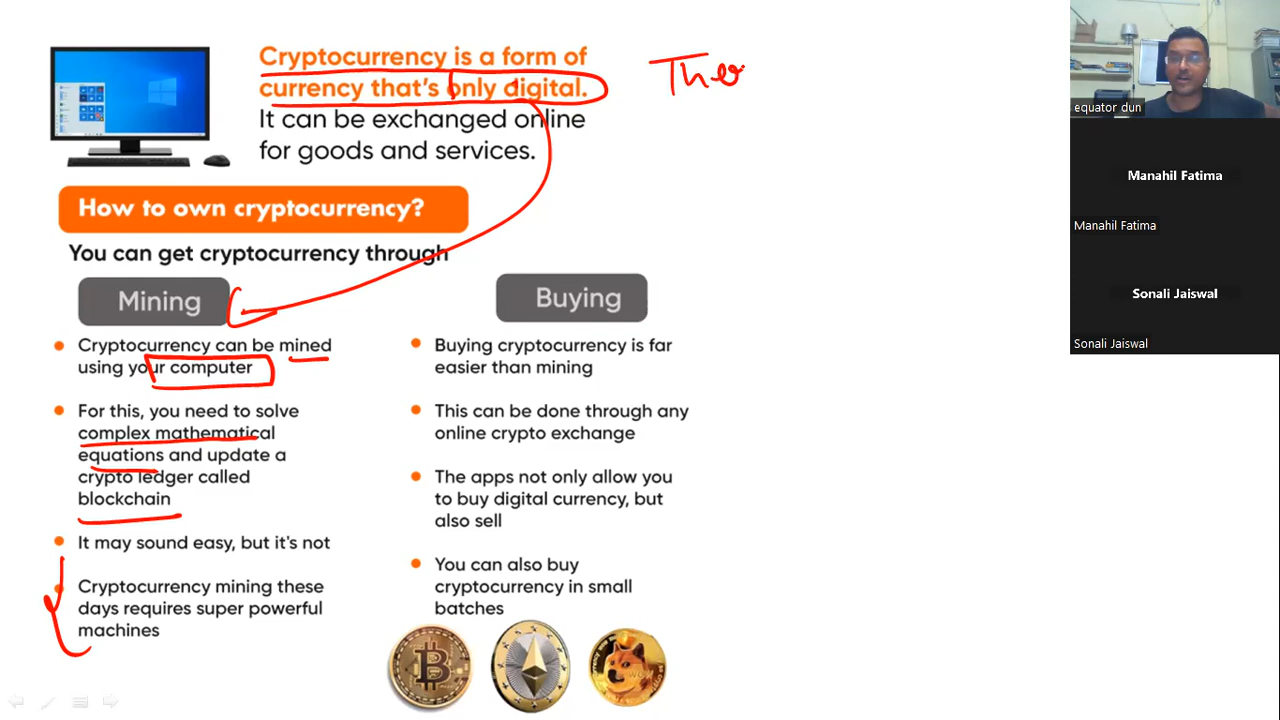 Cryptocurrency is a form of
currency that's only digital.
It can be exchanged online
for goods and services.
How to own cryptocurrency?
You can get cryptocurrency through
Mining
Cryptocurrency can be mined
using your computer
For this, you need to solve
complex mathematical
equations and update a
crypto ledger called
blockchain
It may sound easy, but it's not
Cryptocurrency mining these
days requires super powerful
machines
Buying
Buying cryptocurrency is far
easier than mining
This can be done through any
online crypto exchange
The apps not only allow you
to buy digital currency, but
also sell
You can also buy
cryptocurrency in small
batches
Ther
equator dun
Manahil Fatima
Manahil Fatima
Sonali Jaiswal
Sonali Jaiswal